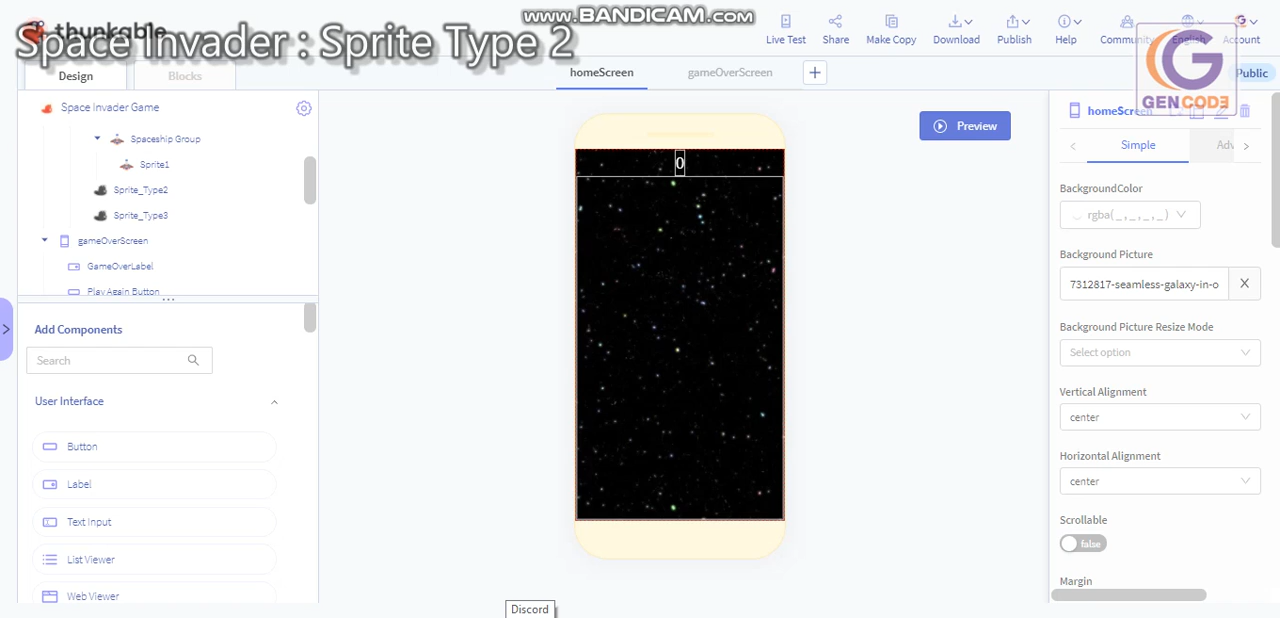 www.BANDICAM.com
thunkable
Space Invader : Sprite Type 2
Live Test
Share
Make Copy
Download
Publish
Help
Community
English
Account
Design
Blocks
homeScreen
gameOverScreen
+
Public
GENCODE
Space Invader Game
Spaceship Group
Sprite1
Sprite_Type2
Sprite_Type3
gameOverScreen
GameOverLabel
Play Again Button
Add Components
Search
User Interface
Button
Label
Text Input
List Viewer
Web Viewer
0
Preview
homeScreen
Simple
Adv
BackgroundColor
rgba(_,_,_,_)
Background Picture
7312817-seamless-galaxy-in-o
X
Background Picture Resize Mode
Select option
Vertical Alignment
center
Horizontal Alignment
center
Scrollable
false
Margin
Discord